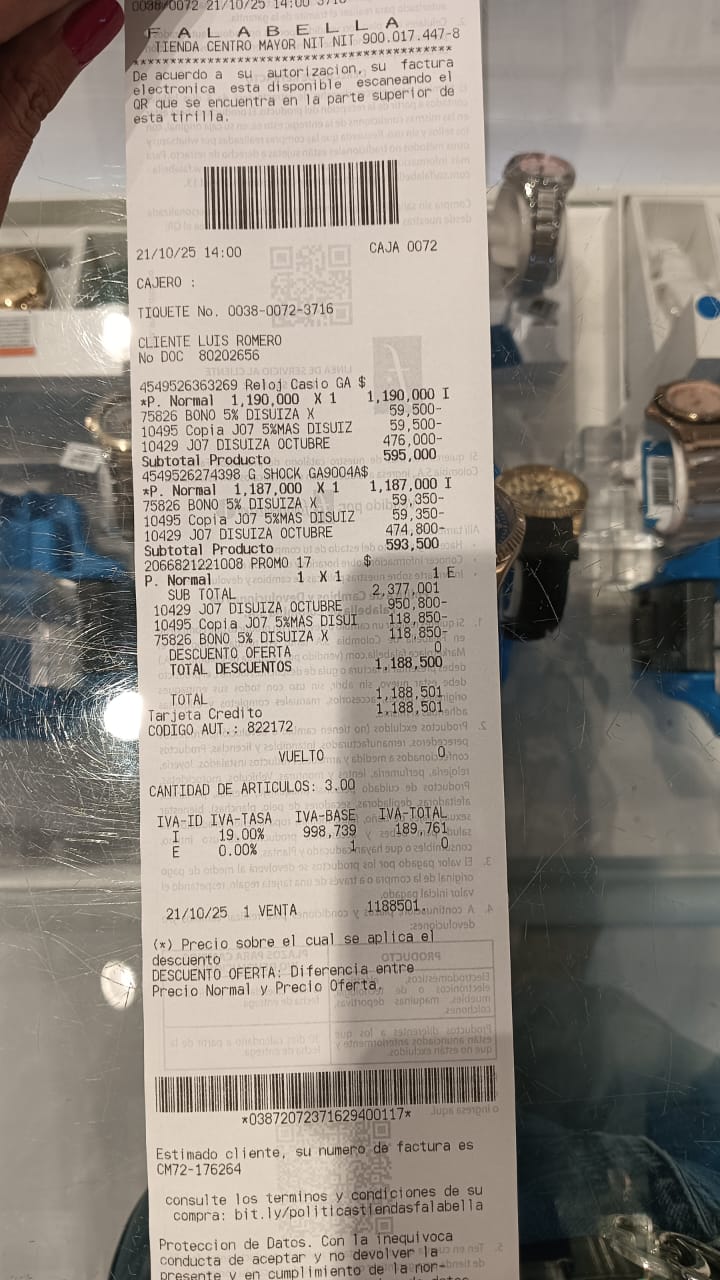 0038/0072 21/10/25 14:00 3716
F A L A B E L L A
TIENDA CENTRO MAYOR NIT NIT 900.017.447-8
De acuerdo a su autorizacion, su factura
electronica esta disponible escaneando el
QR que se encuentra en la parte superior de
esta tirilla.
21/10/25 14:00 CAJA 0072
CAJERO :
TIQUETE No. 0038-0072-3716
CLIENTE LUIS ROMERO
No DOC 80202656
4549526363269 Reloj Casio GA $
*P. Normal 1,190,000 X 1 1,190,000 I
75826 BONO 5% DISUIZA X 59,500-
10495 Copia J07 5%MAS DISUIZ 59,500-
10429 J07 DISUIZA OCTUBRE 476,000-
Subtotal Producto 595,000
4549526274398 G SHOCK GA9004A$
*P. Normal 1,187,000 X 1 1,187,000 I
75826 BONO 5% DISUIZA X 59,350-
10495 Copia J07 5%MAS DISUIZ 59,350-
10429 J07 DISUIZA OCTUBRE 474,800-
Subtotal Producto 593,500
2066821221008 PROMO 17 $
P. Normal 1 X 1 1 E
SUB TOTAL 2,377,001
10429 J07 DISUIZA OCTUBRE 950,800-
10495 Copia J07 5%MAS DISUI 118,850-
75826 BONO 5% DISUIZA X 118,850-
DESCUENTO OFERTA 0
TOTAL DESCUENTOS 1,188,500
TOTAL 1,188,501
Tarjeta Credito 1,188,501
CODIGO AUT.: 822172
VUELTO 0
CANTIDAD DE ARTICULOS: 3.00
IVA-ID IVA-TASA IVA-BASE IVA-TOTAL
I 19.00% 998,739 189,761
E 0.00% 1 0
21/10/25 1 VENTA 1188501.
(*) Precio sobre el cual se aplica el
descuento
DESCUENTO OFERTA: Diferencia entre
Precio Normal y Precio Oferta.
*03872072371629400117*
Estimado cliente, su numero de factura es
CM72-176264
consulte los terminos y condiciones de su
compra: bit.ly/politicastiendasfalabella
Proteccion de Datos. Con la inequivoca
conducta de aceptar y no devolver la
presente y en cumplimiento de la nor-